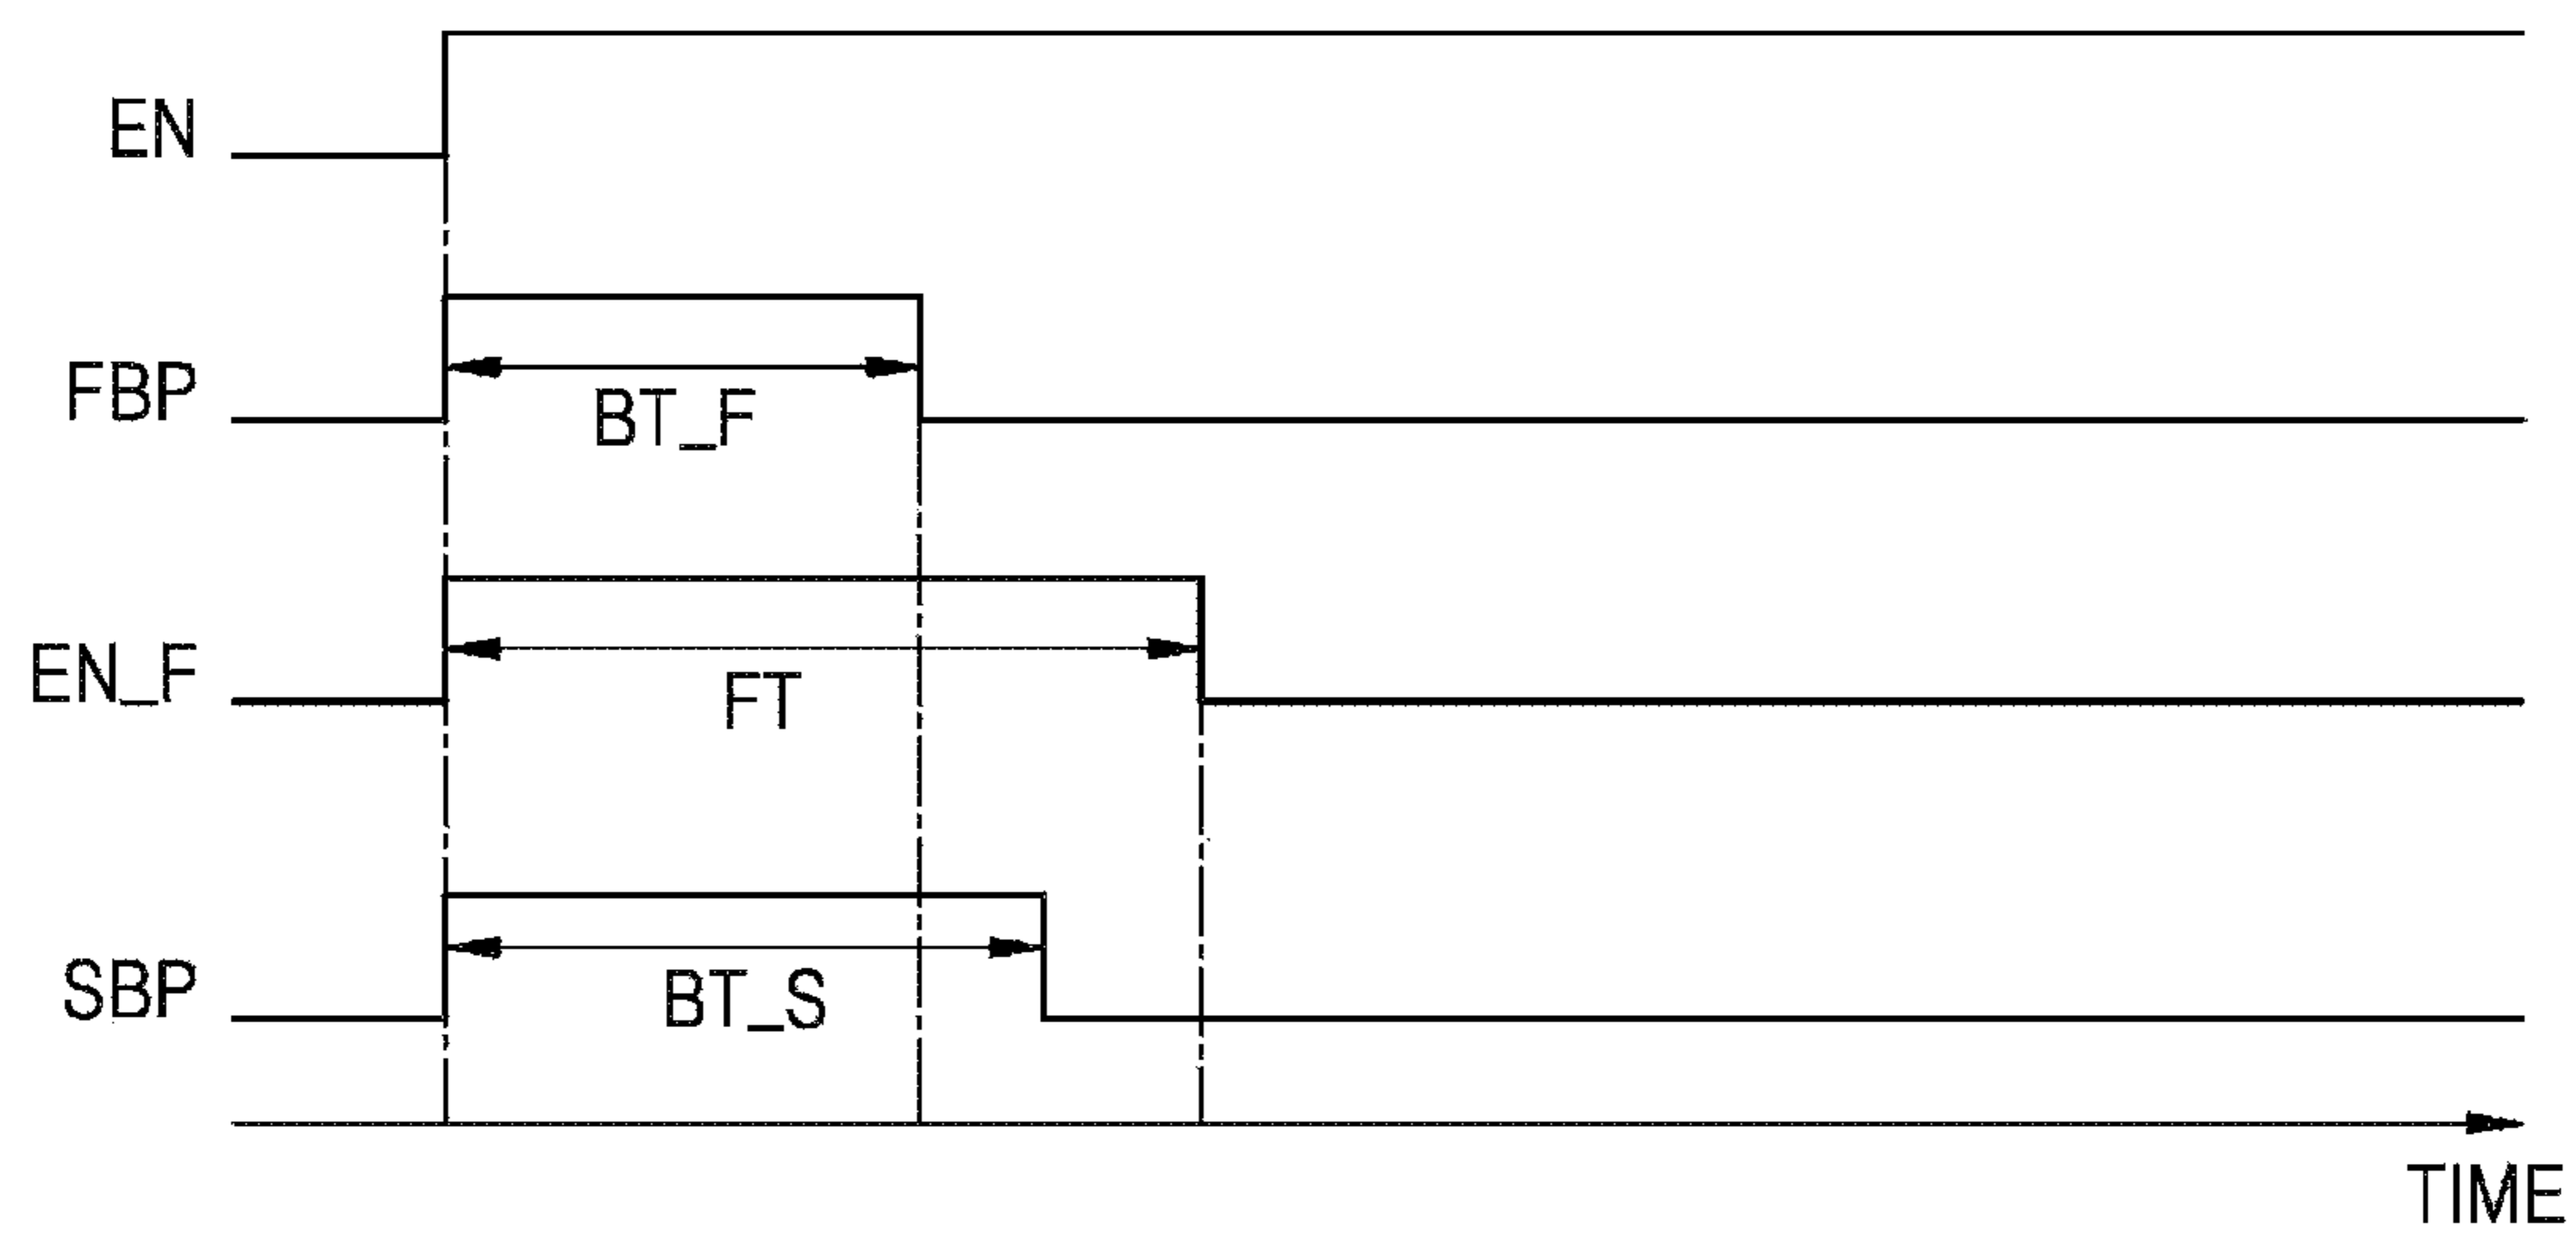 EN
FBP
BT_F
EN_F
FT
SBP
BT_S
TIME